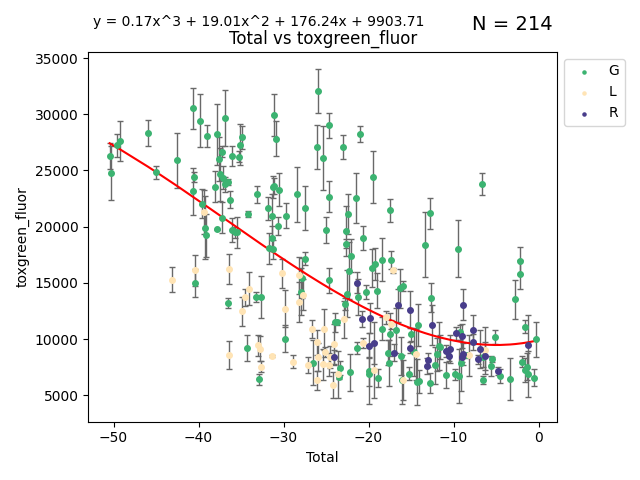 y = 0.17x^3 + 19.01x^2 + 176.24x + 9903.71
N = 214
Total vs toxgreen_fluor
35000
30000
25000
20000
15000
10000
5000
toxgreen_fluor
−50
−40
−30
−20
−10
0
Total
G
L
R